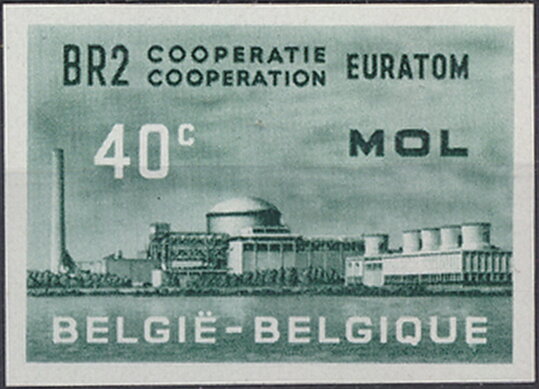 BR2 COOPERATIE COOPERATION EURATOM
40c
MOL
BELGIË-BELGIQUE